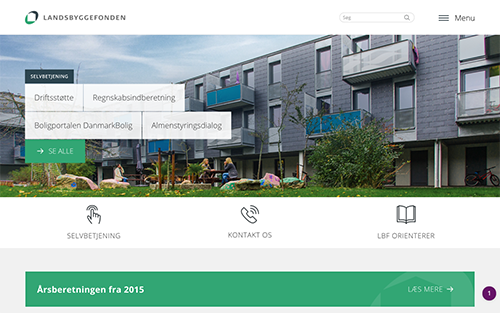 LANDSBYGGEFONDEN
Søg
Menu
SELVBETJENING
Driftsstøtte
Regnskabsindberetning
Boligportalen DanmarkBolig
Almenstyringsdialog
SE ALLE
SELVBETJENING
KONTAKT OS
LBF ORIENTERER
Årsberetningen fra 2015
LÆS MERE
1